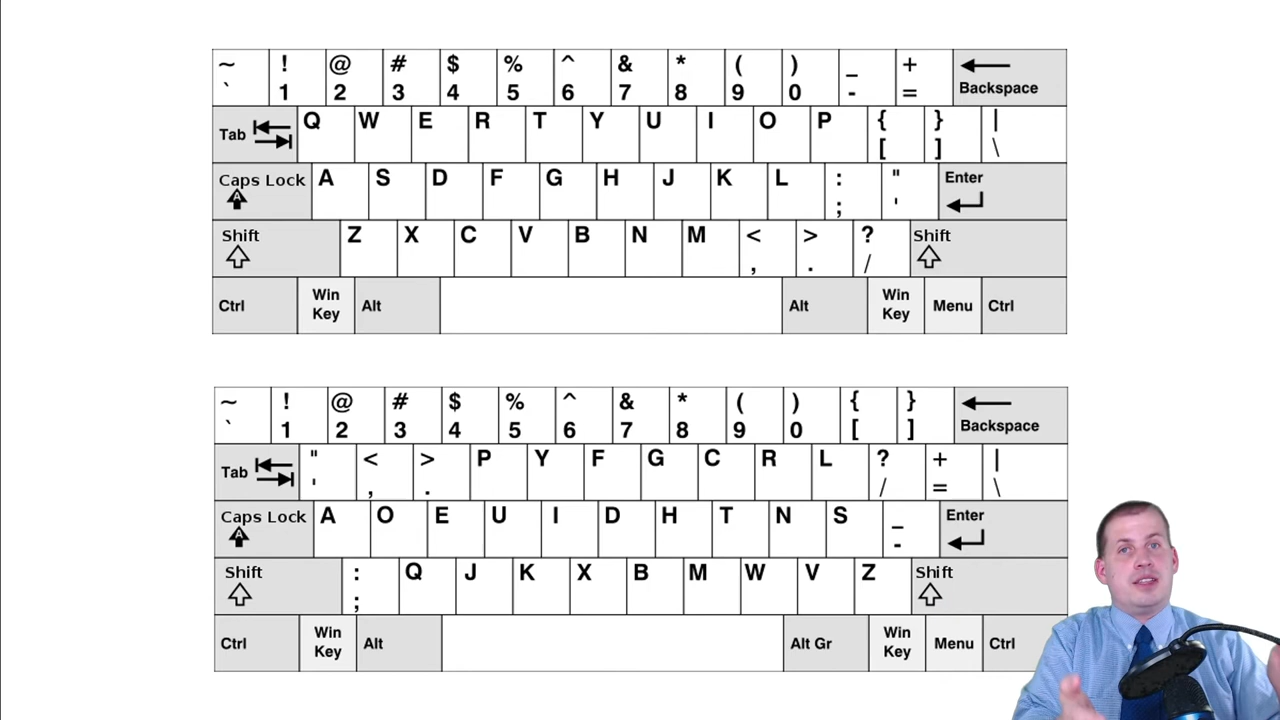 ~ ! @ # $ % ^ & * ( ) _ +
` 1 2 3 4 5 6 7 8 9 0 - = Backspace
Tab Q W E R T Y U I O P { } |
[ ] \
Caps Lock A S D F G H J K L : " Enter
A ; '
Shift Z X C V B N M < > ? Shift
, . /
Ctrl Win Key Alt Alt Win Key Menu Ctrl
~ ! @ # $ % ^ & * ( ) { }
` 1 2 3 4 5 6 7 8 9 0 [ ] Backspace
Tab " < > P Y F G C R L ? + |
' , . / = \
Caps Lock A O E U I D H T N S _ Enter
A -
Shift : Q J K X B M W V Z Shift
;
Ctrl Win Key Alt Alt Gr Win Key Menu Ctrl